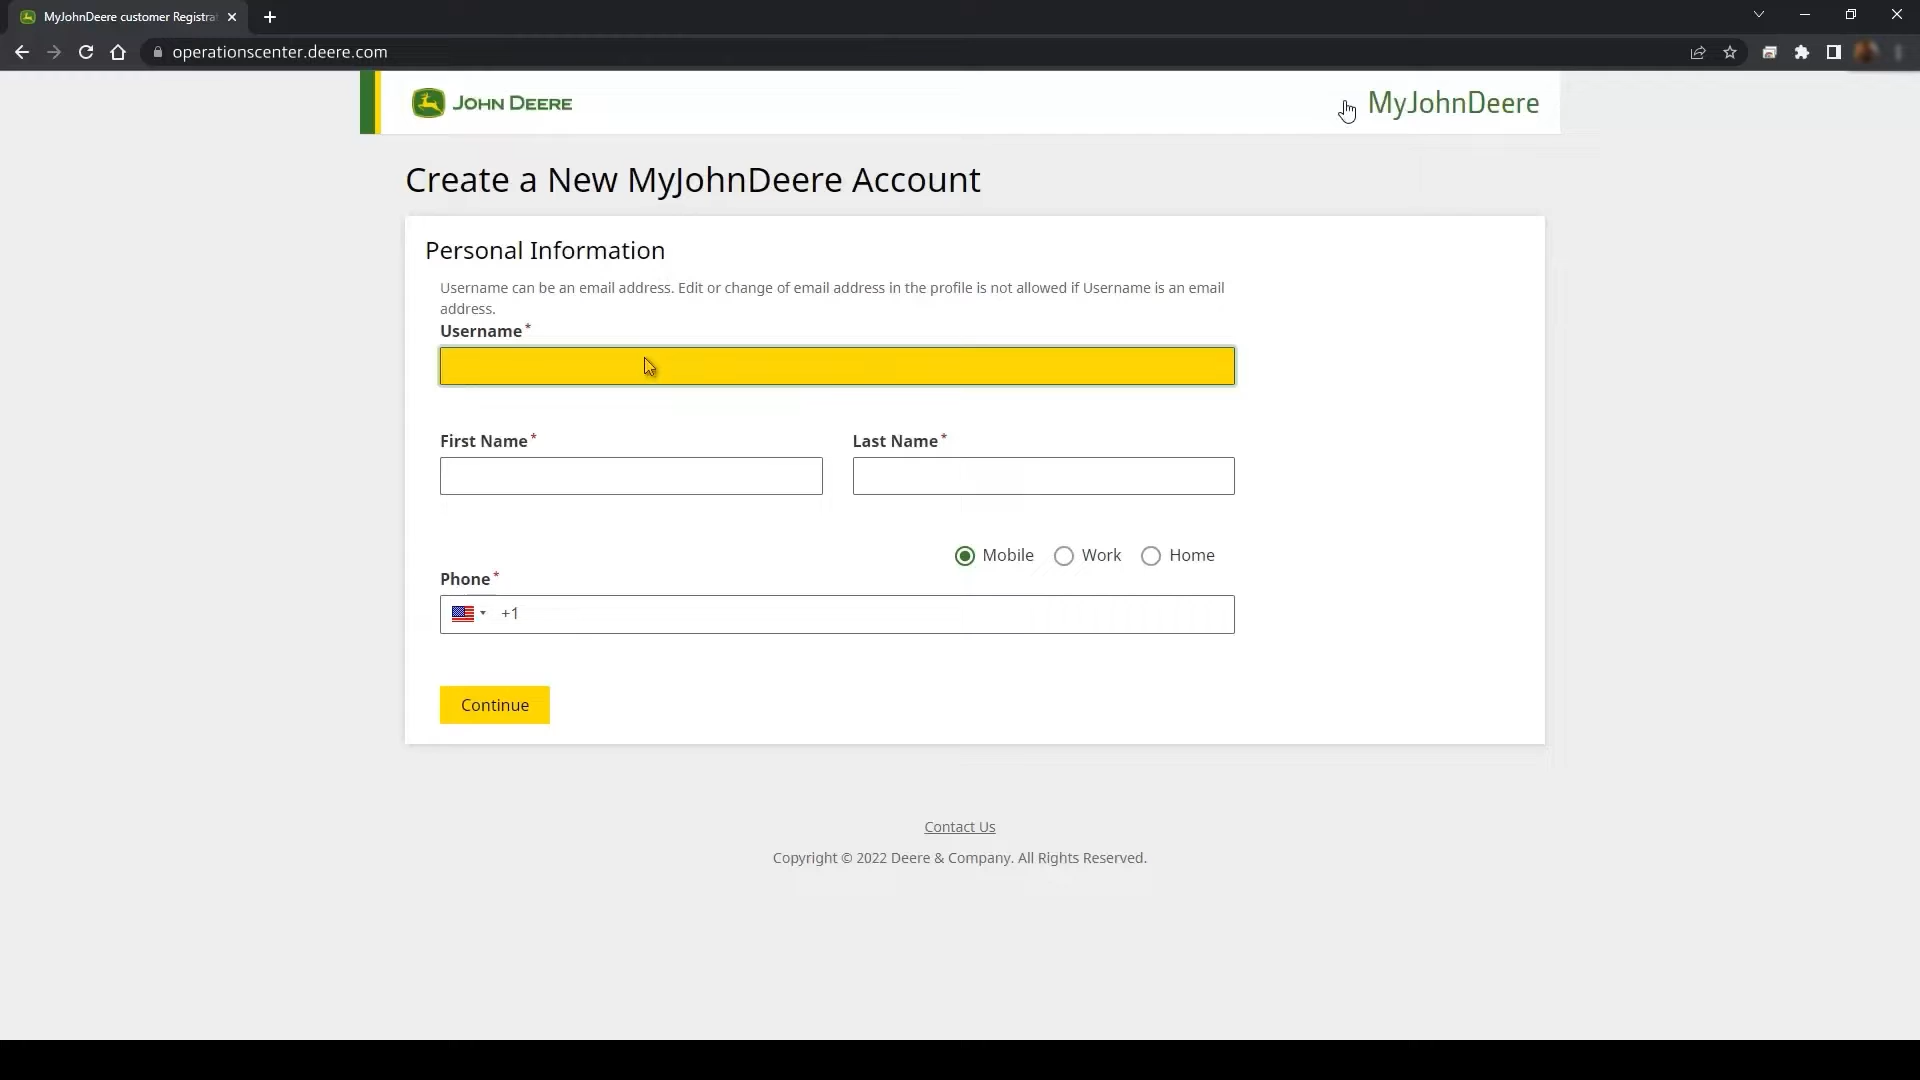 MyJohnDeere customer Registra
operationscenter.deere.com
JOHN DEERE
MyJohnDeere
Create a New MyJohnDeere Account
Personal Information
Username can be an email address. Edit or change of email address in the profile is not allowed if Username is an email
address.
Username*
First Name* Last Name*
Mobile Work Home
Phone*
+1
Continue
Contact Us
Copyright © 2022 Deere & Company. All Rights Reserved.